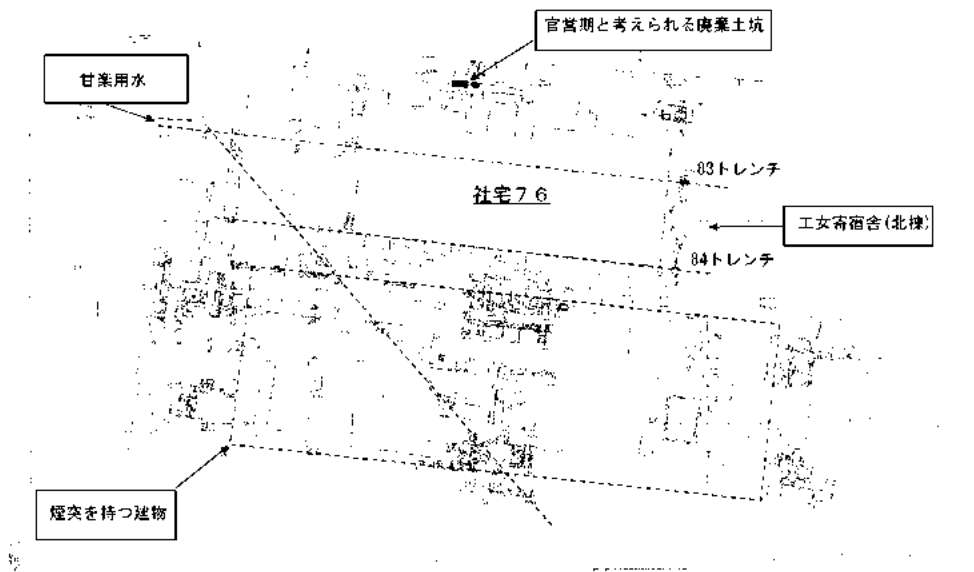 官営期と考えられる廃棄土坑
甘楽用水
83トレンチ
社宅76
工女寄宿舎(北棟)
84トレンチ
煙突を持つ建物